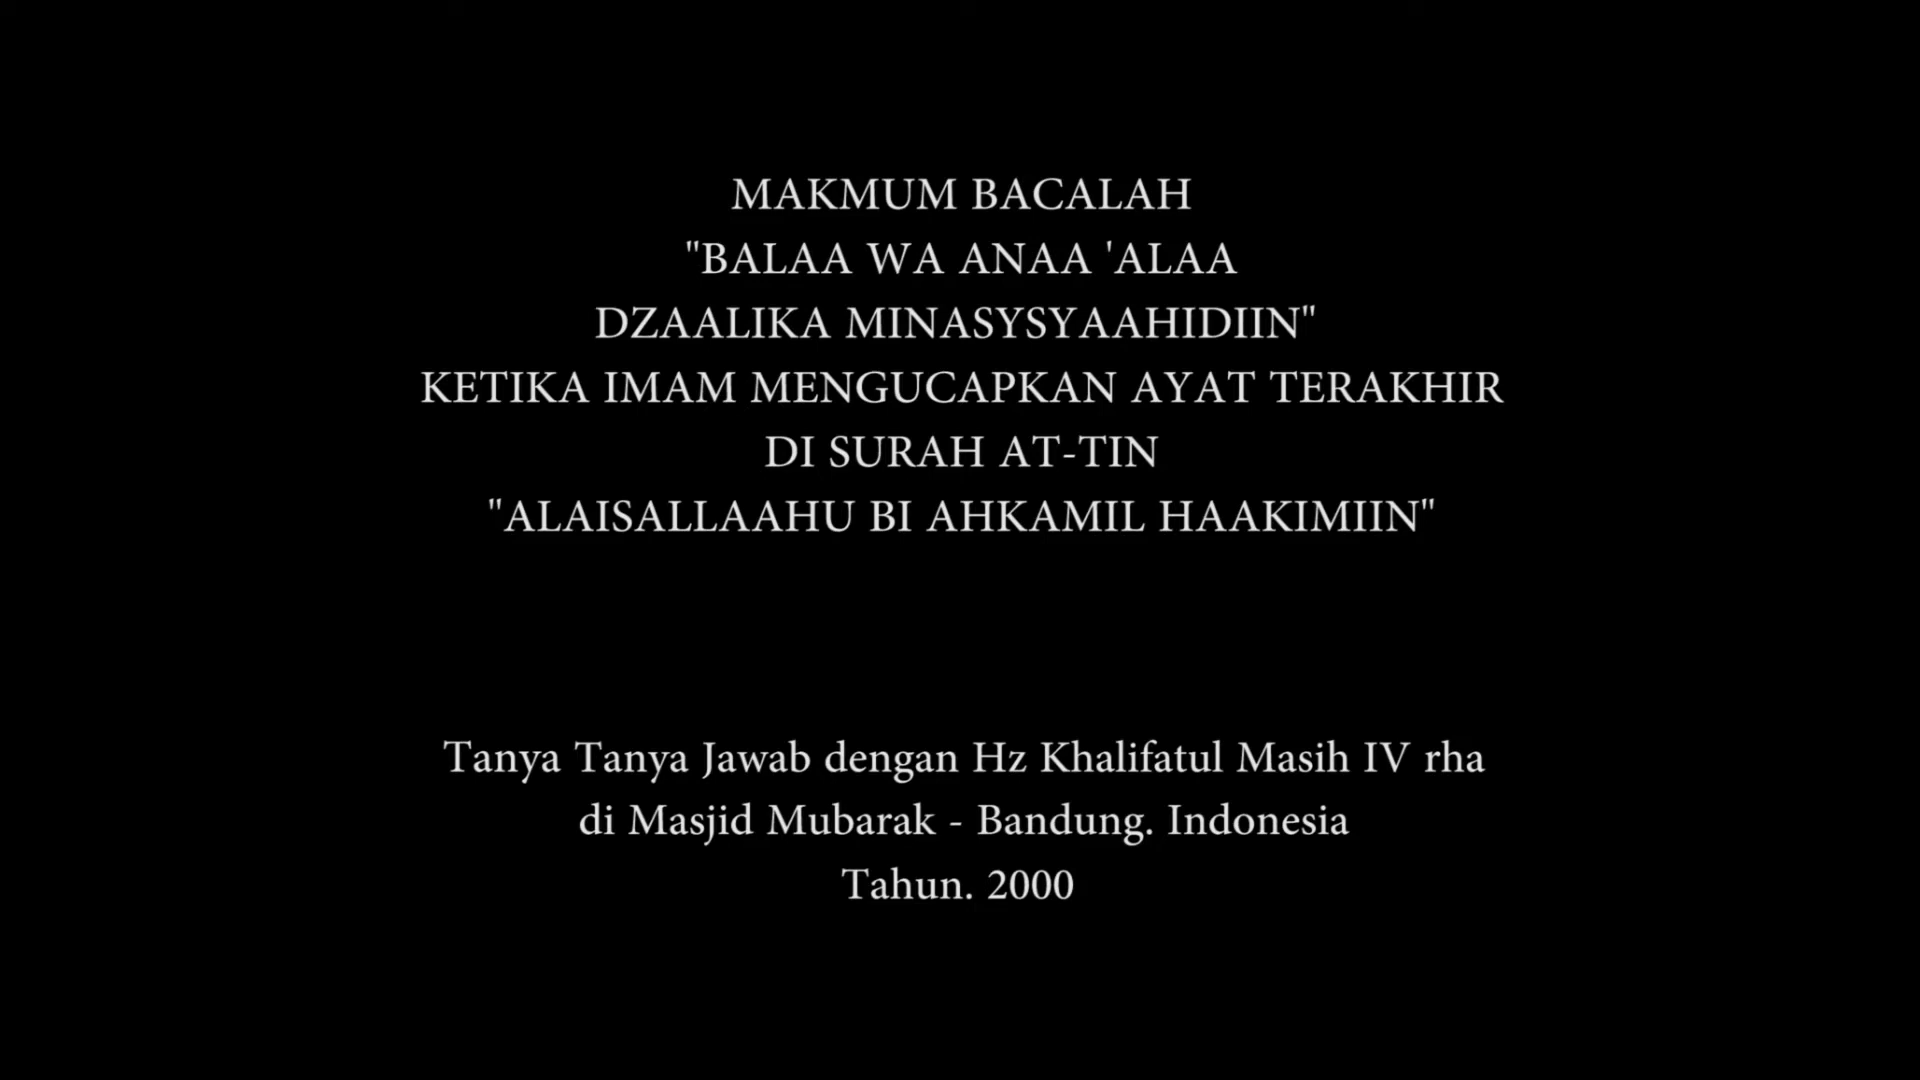 MAKMUM BACALAH
"BALAA WA ANAA 'ALAA
DZAALIKA MINASYSYAAHIDIIN"
KETIKA IMAM MENGUCAPKAN AYAT TERAKHIR
DI SURAH AT-TIN
"ALAISALLAAHU BI AHKAMIL HAAKIMIIN"
Tanya Tanya Jawab dengan Hz Khalifatul Masih IV rha
di Masjid Mubarak - Bandung. Indonesia
Tahun. 2000